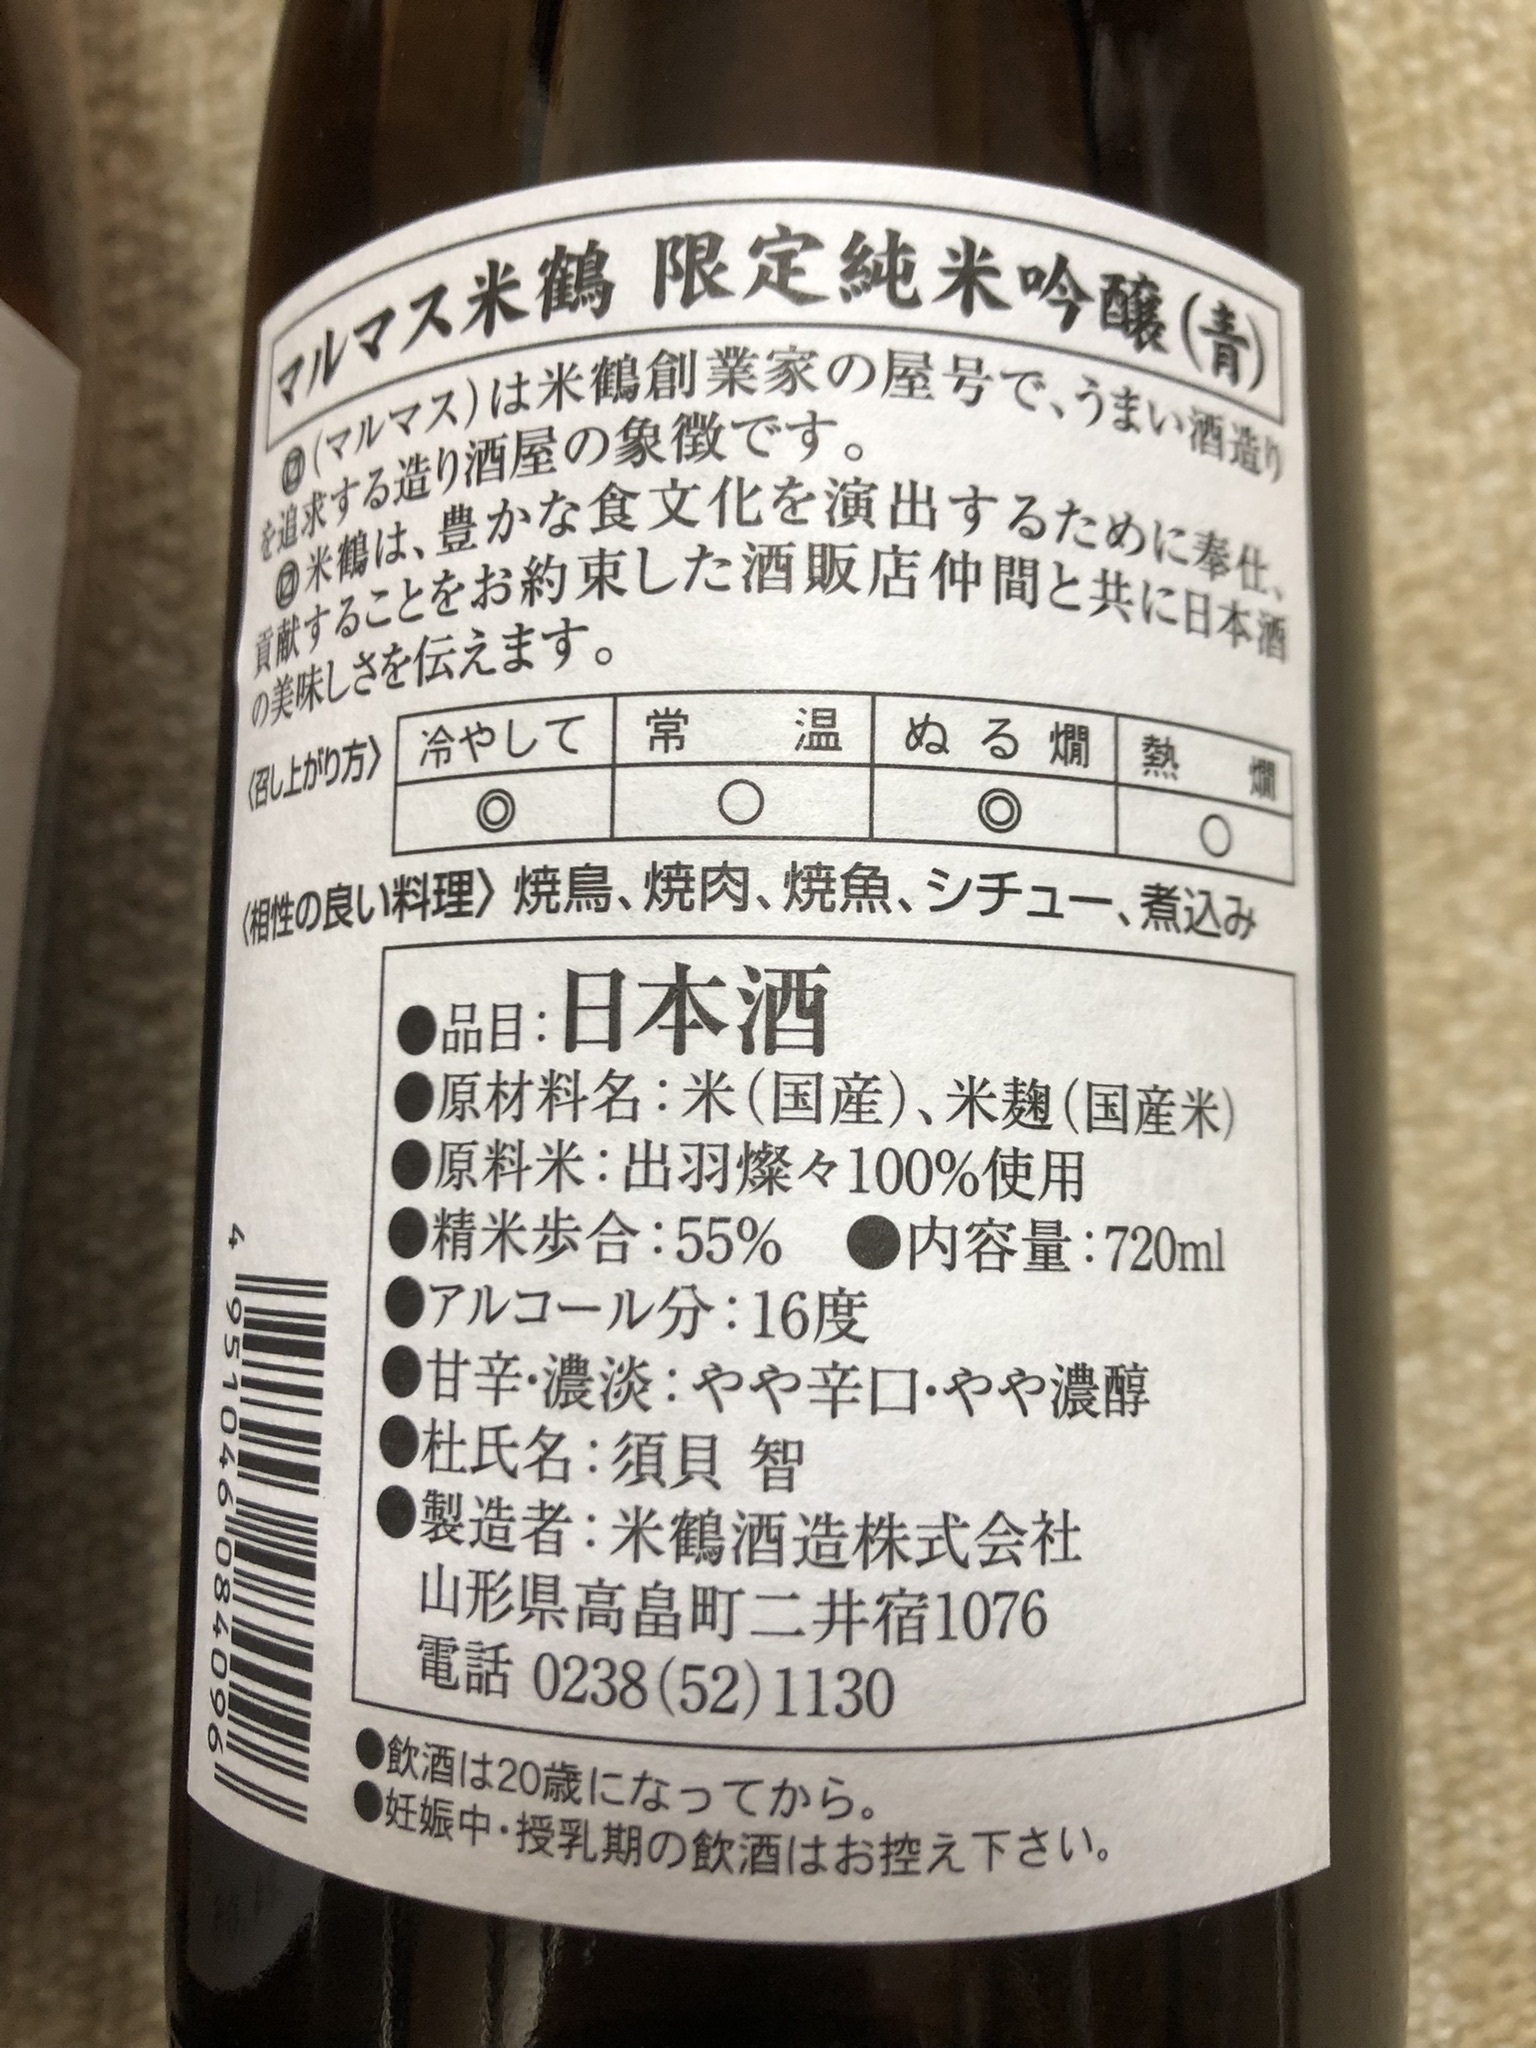 マルマス米鶴 限定純米吟醸(青)
(マルマス)は米鶴創業家の屋号で、うまい酒造り
を追求する造り酒屋の象徴です。
米鶴は、豊かな食文化を演出するために奉仕、
貢献することをお約束した酒販店仲間と共に日本酒
の美味しさを伝えます。
〈召し上がり方〉 冷やして 常温 ぬる燗 熱燗
◎ ○ ◎ ○
〈相性の良い料理〉焼鳥、焼肉、焼魚、シチュー、煮込み
●品目:日本酒
●原材料名:米(国産)、米麹(国産米)
●原料米:出羽燦々100%使用
●精米歩合:55% ●内容量:720ml
●アルコール分:16度
●甘辛・濃淡:やや辛口・やや濃醇
●杜氏名:須貝 智
●製造者:米鶴酒造株式会社
山形県高畠町二井宿1076
電話 0238(52)1130
●飲酒は20歳になってから。
●妊娠中・授乳期の飲酒はお控え下さい。
4 951046 084096